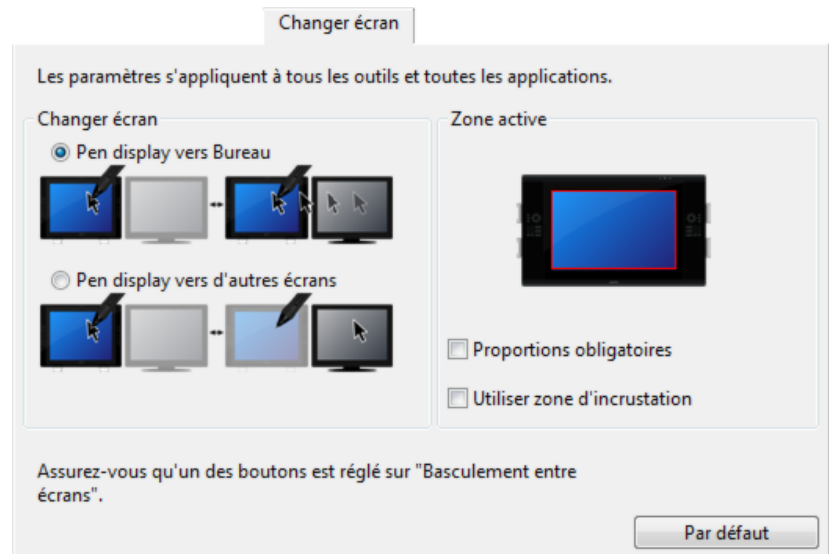 Changer écran
Les paramètres s'appliquent à tous les outils et toutes les applications.
Changer écran
Pen display vers Bureau
Pen display vers d'autres écrans
Zone active
Proportions obligatoires
Utiliser zone d'incrustation
Assurez-vous qu'un des boutons est réglé sur "Basculement entre
écrans".
Par défaut